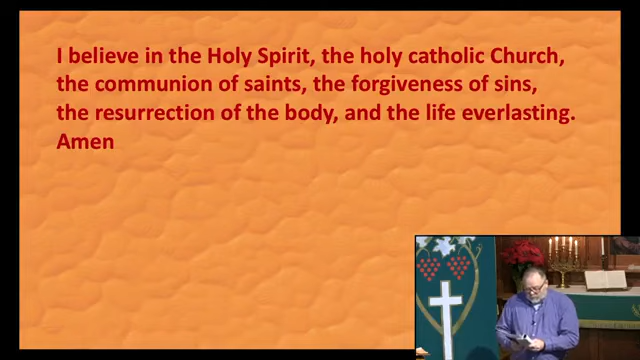 I believe in the Holy Spirit, the holy catholic Church,
the communion of saints, the forgiveness of sins,
the resurrection of the body, and the life everlasting.
Amen